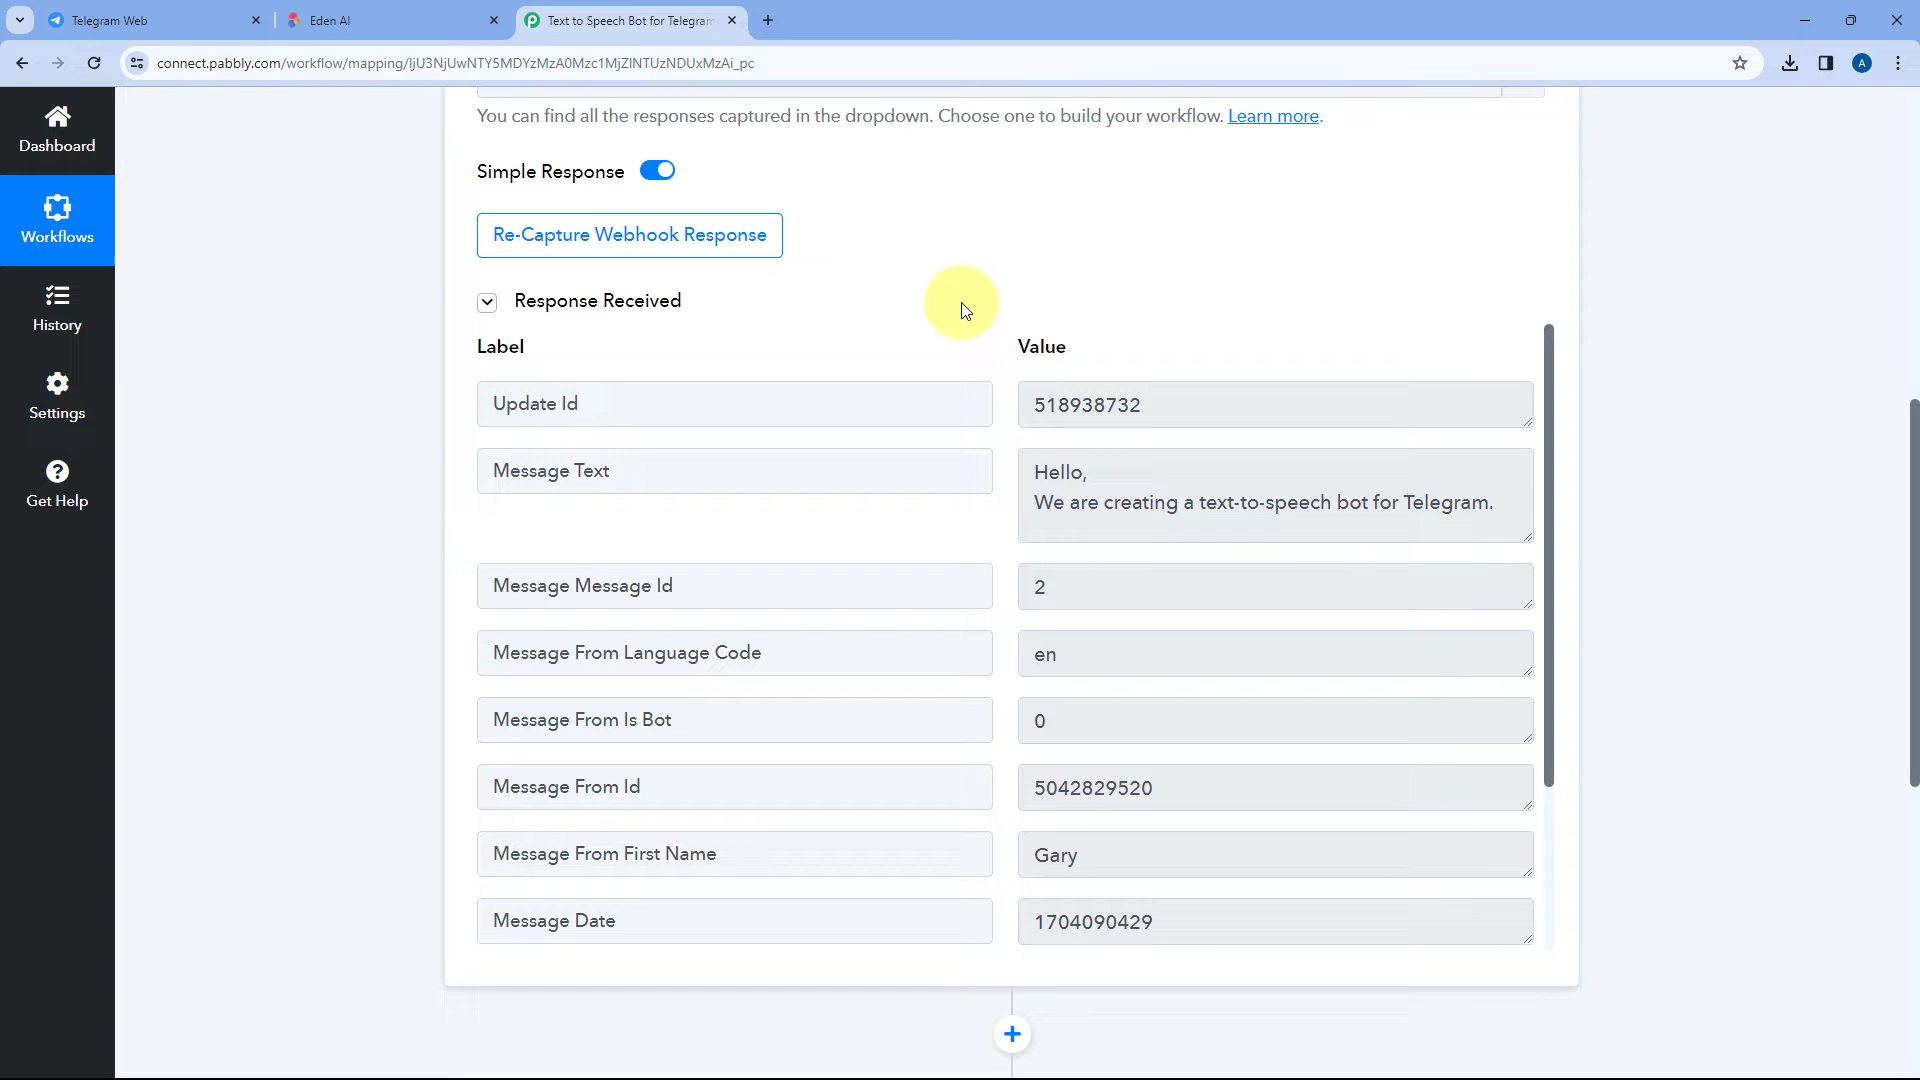 Telegram Web
Eden AI
Text to Speech Bot for Telegram
connect.pabbly.com/workflow/mapping/IjU3NjUwNTY5MDYzMzA0Mzc1MjZlNTUzNDUxMzAi_pc
A
Dashboard
Workflows
History
Settings
Get Help
You can find all the responses captured in the dropdown. Choose one to build your workflow. Learn more.
Simple Response
Re-Capture Webhook Response
Response Received
Label Value
Update Id 518938732
Message Text Hello,
We are creating a text-to-speech bot for Telegram.
Message Message Id 2
Message From Language Code en
Message From Is Bot 0
Message From Id 5042829520
Message From First Name Gary
Message Date 1704090429